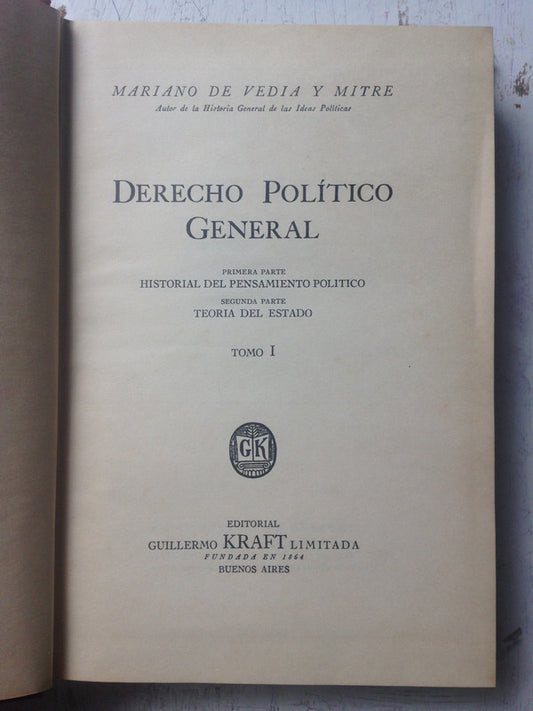 MARIANO DE VEDIA Y MITRE
Autor de la Historia General de las Ideas Políticas
DERECHO POLÍTICO
GENERAL
PRIMERA PARTE
HISTORIAL DEL PENSAMIENTO POLITICO
SEGUNDA PARTE
TEORIA DEL ESTADO
TOMO I
G K
EDITORIAL
GUILLERMO KRAFT LIMITADA
FUNDADA EN 1864
BUENOS AIRES